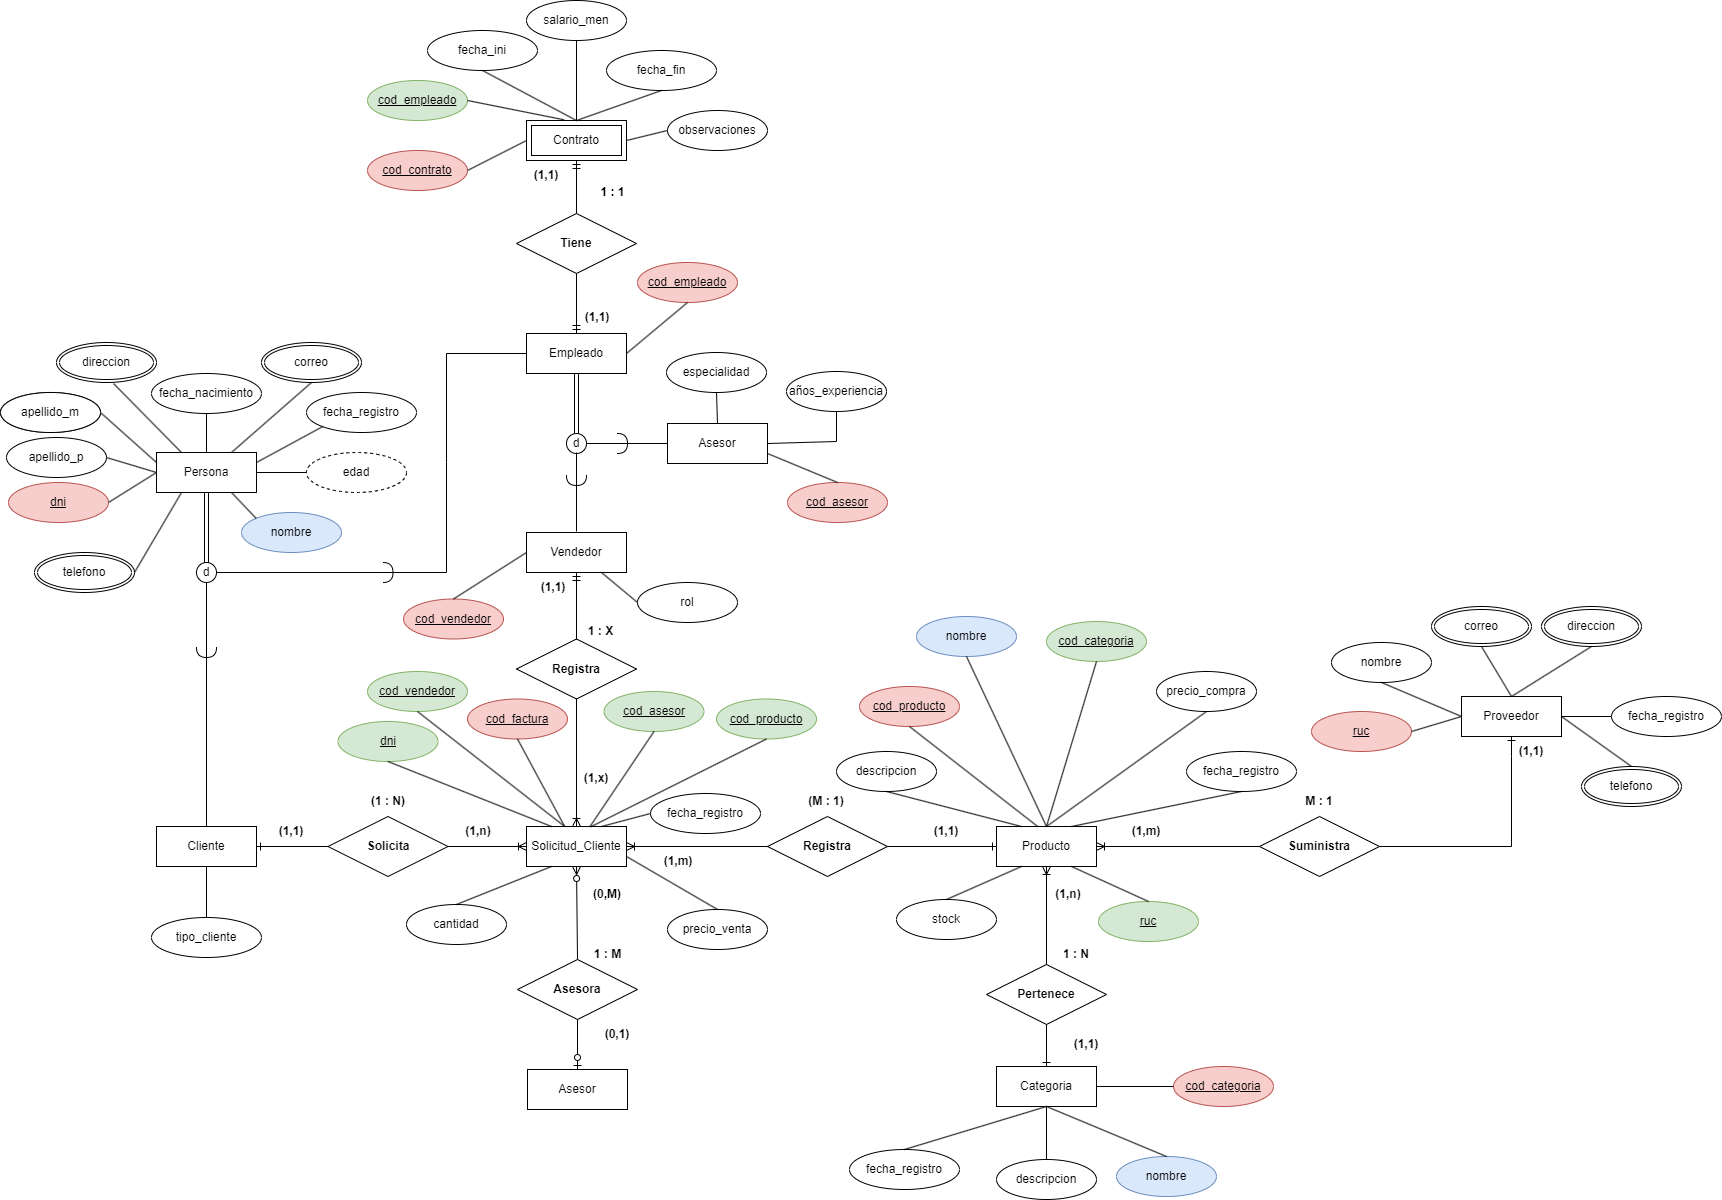 salario_men
fecha_ini
fecha_fin
cod_empleado
observaciones
Contrato
cod_contrato
(1,1)
1 : 1
Tiene
cod_empleado
(1,1)
Empleado
direccion
correo
especialidad
fecha_nacimiento
años_experiencia
apellido_m
fecha_registro
d
Asesor
apellido_p
Persona
edad
dni
cod_asesor
nombre
Vendedor
telefono
d
(1,1)
rol
cod_vendedor
1 : X
nombre
cod_categoria
correo
direccion
Registra
nombre
cod_vendedor
precio_compra
cod_factura
cod_asesor
cod_producto
cod_producto
Proveedor
fecha_registro
ruc
dni
(1,1)
descripcion
fecha_registro
(1,x)
telefono
(1 : N)
(M : 1)
M : 1
fecha_registro
(1,1)
(1,n)
(1,1)
(1,m)
Cliente
Solicita
Solicitud_Cliente
Registra
Producto
Suministra
(1,m)
(0,M)
(1,n)
cantidad
precio_venta
stock
ruc
tipo_cliente
1 : M
1 : N
Asesora
Pertenece
(0,1)
(1,1)
Asesor
Categoria
cod_categoria
fecha_registro
descripcion
nombre